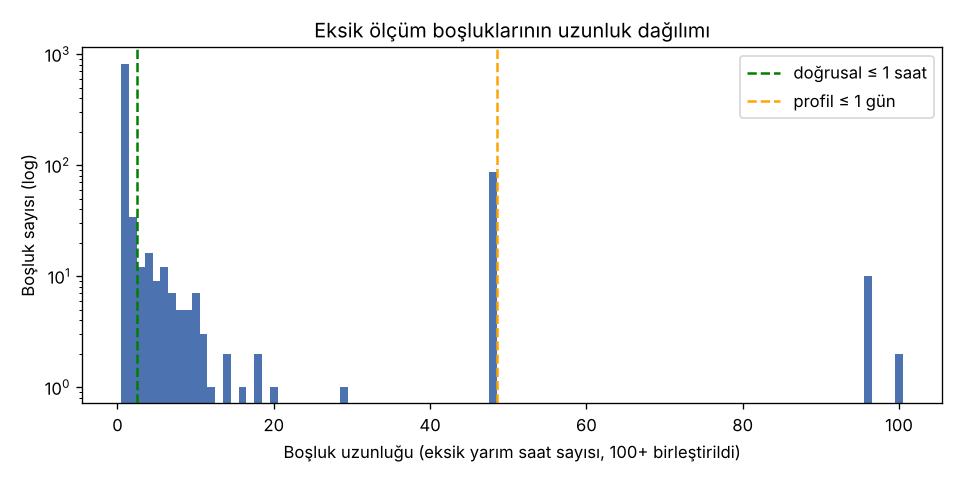 Eksik ölçüm boşluklarının uzunluk dağılımı
doğrusal ≤ 1 saat
profil ≤ 1 gün
Boşluk sayısı (log)
10³
10²
10¹
10⁰
0 20 40 60 80 100
Boşluk uzunluğu (eksik yarım saat sayısı, 100+ birleştirildi)